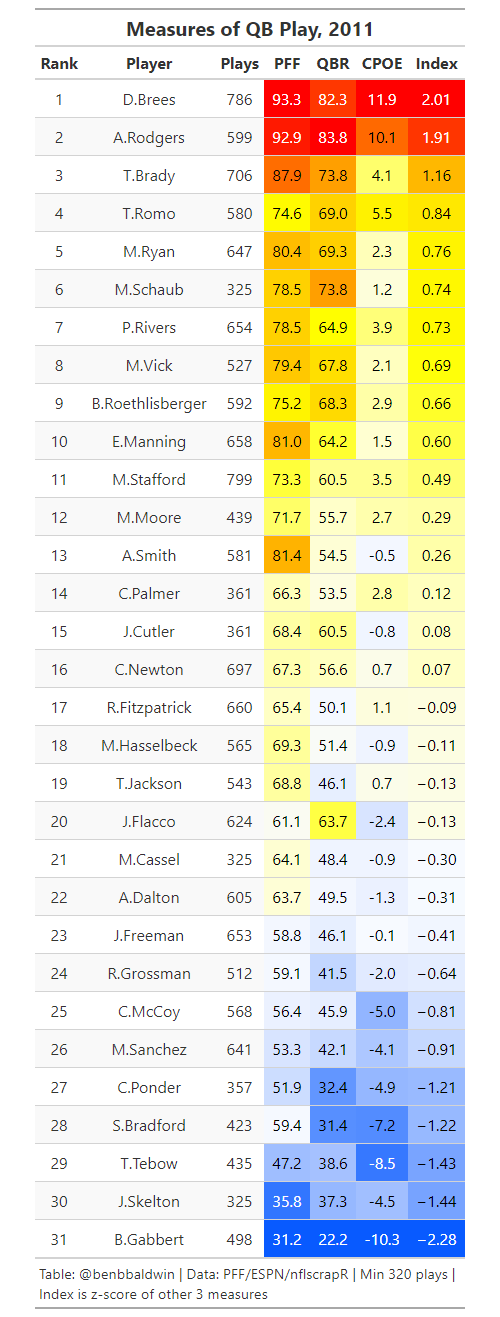 Measures of QB Play, 2011
Rank Player Plays PFF QBR CPOE Index
1 D.Brees 786 93.3 82.3 11.9 2.01
2 A.Rodgers 599 92.9 83.8 10.1 1.91
3 T.Brady 706 87.9 73.8 4.1 1.16
4 T.Romo 580 74.6 69.0 5.5 0.84
5 M.Ryan 647 80.4 69.3 2.3 0.76
6 M.Schaub 325 78.5 73.8 1.2 0.74
7 P.Rivers 654 78.5 64.9 3.9 0.73
8 M.Vick 527 79.4 67.8 2.1 0.69
9 B.Roethlisberger 592 75.2 68.3 2.9 0.66
10 E.Manning 658 81.0 64.2 1.5 0.60
11 M.Stafford 799 73.3 60.5 3.5 0.49
12 M.Moore 439 71.7 55.7 2.7 0.29
13 A.Smith 581 81.4 54.5 -0.5 0.26
14 C.Palmer 361 66.3 53.5 2.8 0.12
15 J.Cutler 361 68.4 60.5 -0.8 0.08
16 C.Newton 697 67.3 56.6 0.7 0.07
17 R.Fitzpatrick 660 65.4 50.1 1.1 −0.09
18 M.Hasselbeck 565 69.3 51.4 -0.9 −0.11
19 T.Jackson 543 68.8 46.1 0.7 −0.13
20 J.Flacco 624 61.1 63.7 -2.4 −0.13
21 M.Cassel 325 64.1 48.4 -0.9 −0.30
22 A.Dalton 605 63.7 49.5 -1.3 −0.31
23 J.Freeman 653 58.8 46.1 -0.1 −0.41
24 R.Grossman 512 59.1 41.5 -2.0 −0.64
25 C.McCoy 568 56.4 45.9 -5.0 −0.81
26 M.Sanchez 641 53.3 42.1 -4.1 −0.91
27 C.Ponder 357 51.9 32.4 -4.9 −1.21
28 S.Bradford 423 59.4 31.4 -7.2 −1.22
29 T.Tebow 435 47.2 38.6 -8.5 −1.43
30 J.Skelton 325 35.8 37.3 -4.5 −1.44
31 B.Gabbert 498 31.2 22.2 -10.3 −2.28
Table: @benbbaldwin | Data: PFF/ESPN/nflscrapR | Min 320 plays |
Index is z-score of other 3 measures